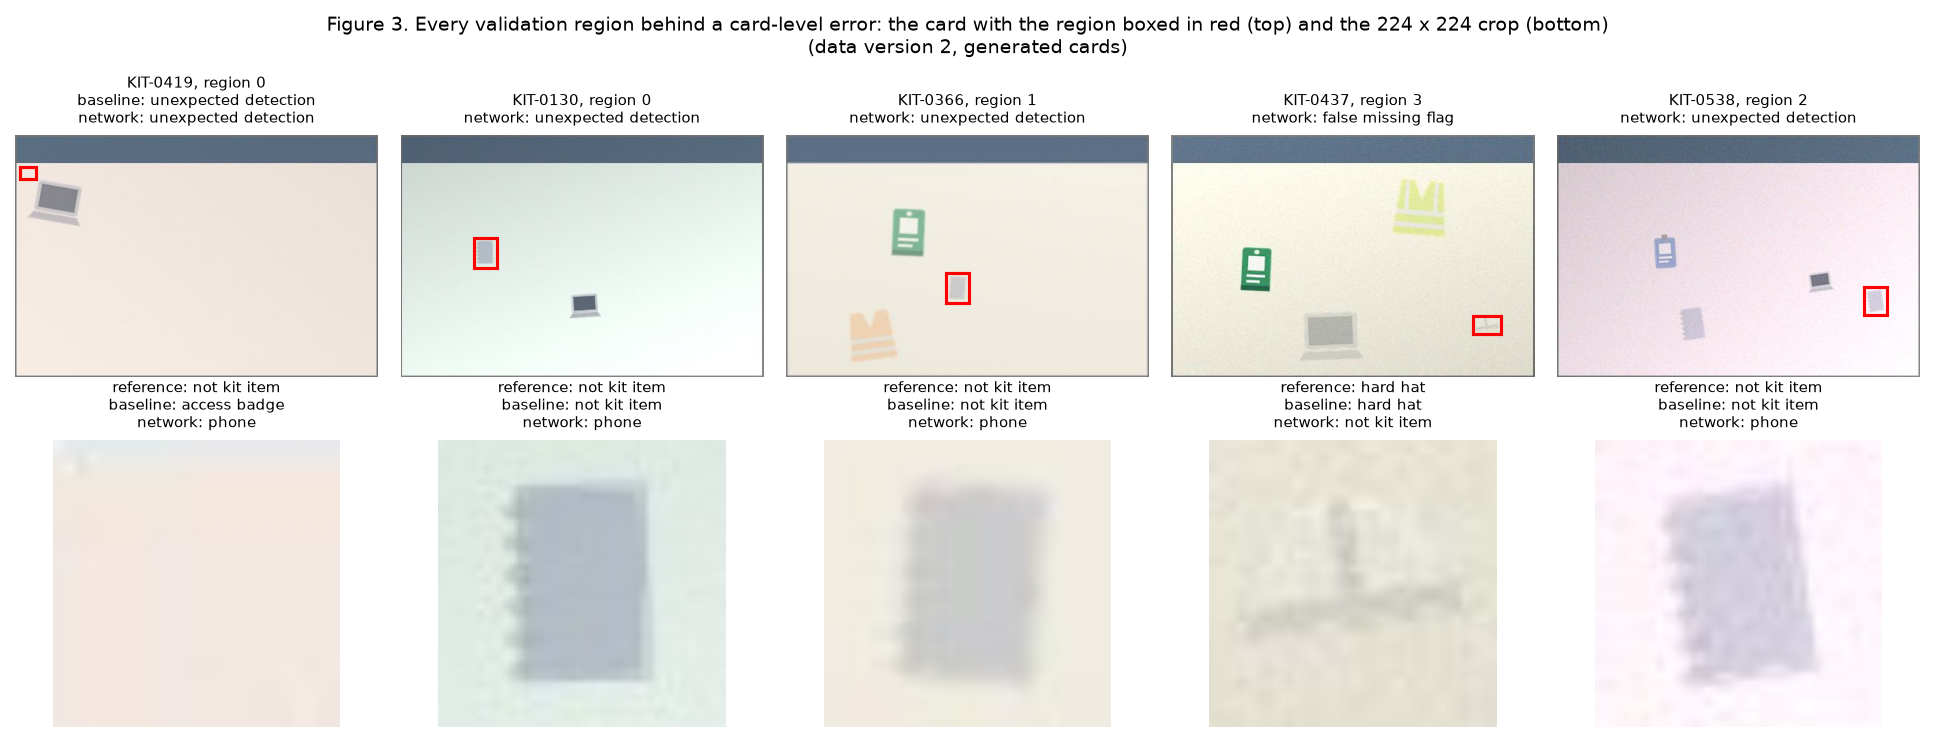 Figure 3. Every validation region behind a card-level error: the card with the region boxed in red (top) and the 224 x 224 crop (bottom)
(data version 2, generated cards)
KIT-0419, region 0
baseline: unexpected detection
network: unexpected detection
KIT-0130, region 0
network: unexpected detection
KIT-0366, region 1
network: unexpected detection
KIT-0437, region 3
network: false missing flag
KIT-0538, region 2
network: unexpected detection
reference: not kit item
baseline: access badge
network: phone
reference: not kit item
baseline: not kit item
network: phone
reference: not kit item
baseline: not kit item
network: phone
reference: hard hat
baseline: hard hat
network: not kit item
reference: not kit item
baseline: not kit item
network: phone